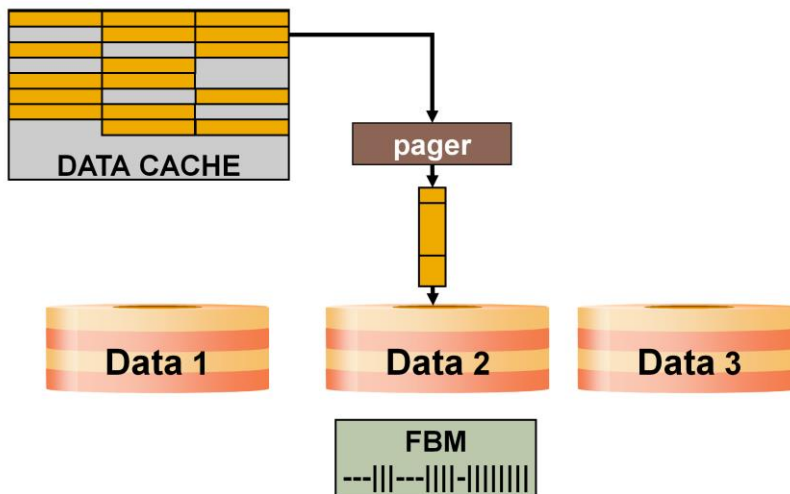 DATA CACHE
pager
Data 1
Data 2
Data 3
FBM
---|||---||||-||||||||